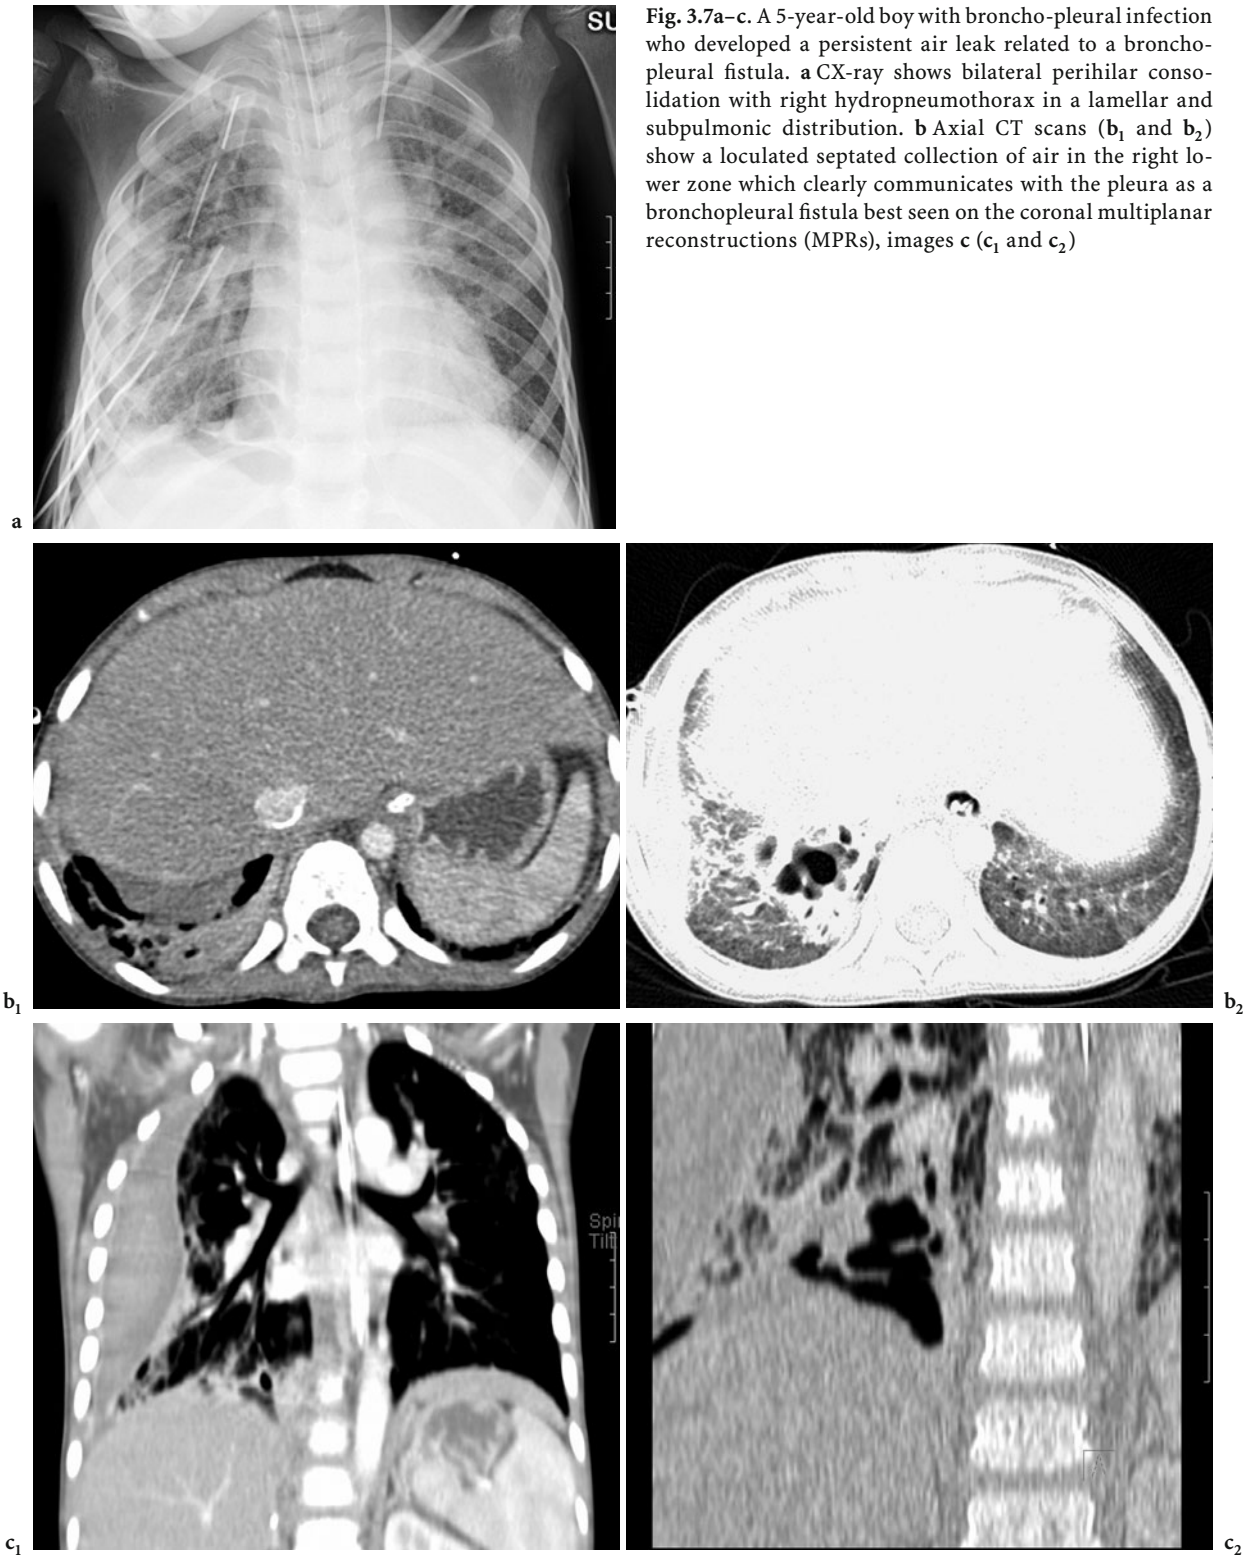 SU
Fig. 3.7a–c. A 5-year-old boy with broncho-pleural infection
who developed a persistent air leak related to a broncho-
pleural fistula. a CX-ray shows bilateral perihilar conso-
lidation with right hydropneumothorax in a lamellar and
subpulmonic distribution. b Axial CT scans (b1 and b2)
show a loculated septated collection of air in the right lo-
wer zone which clearly communicates with the pleura as a
bronchopleural fistula best seen on the coronal multiplanar
reconstructions (MPRs), images c (c1 and c2)
a
b1
b2
Spi
Tilt
A
c1
c2